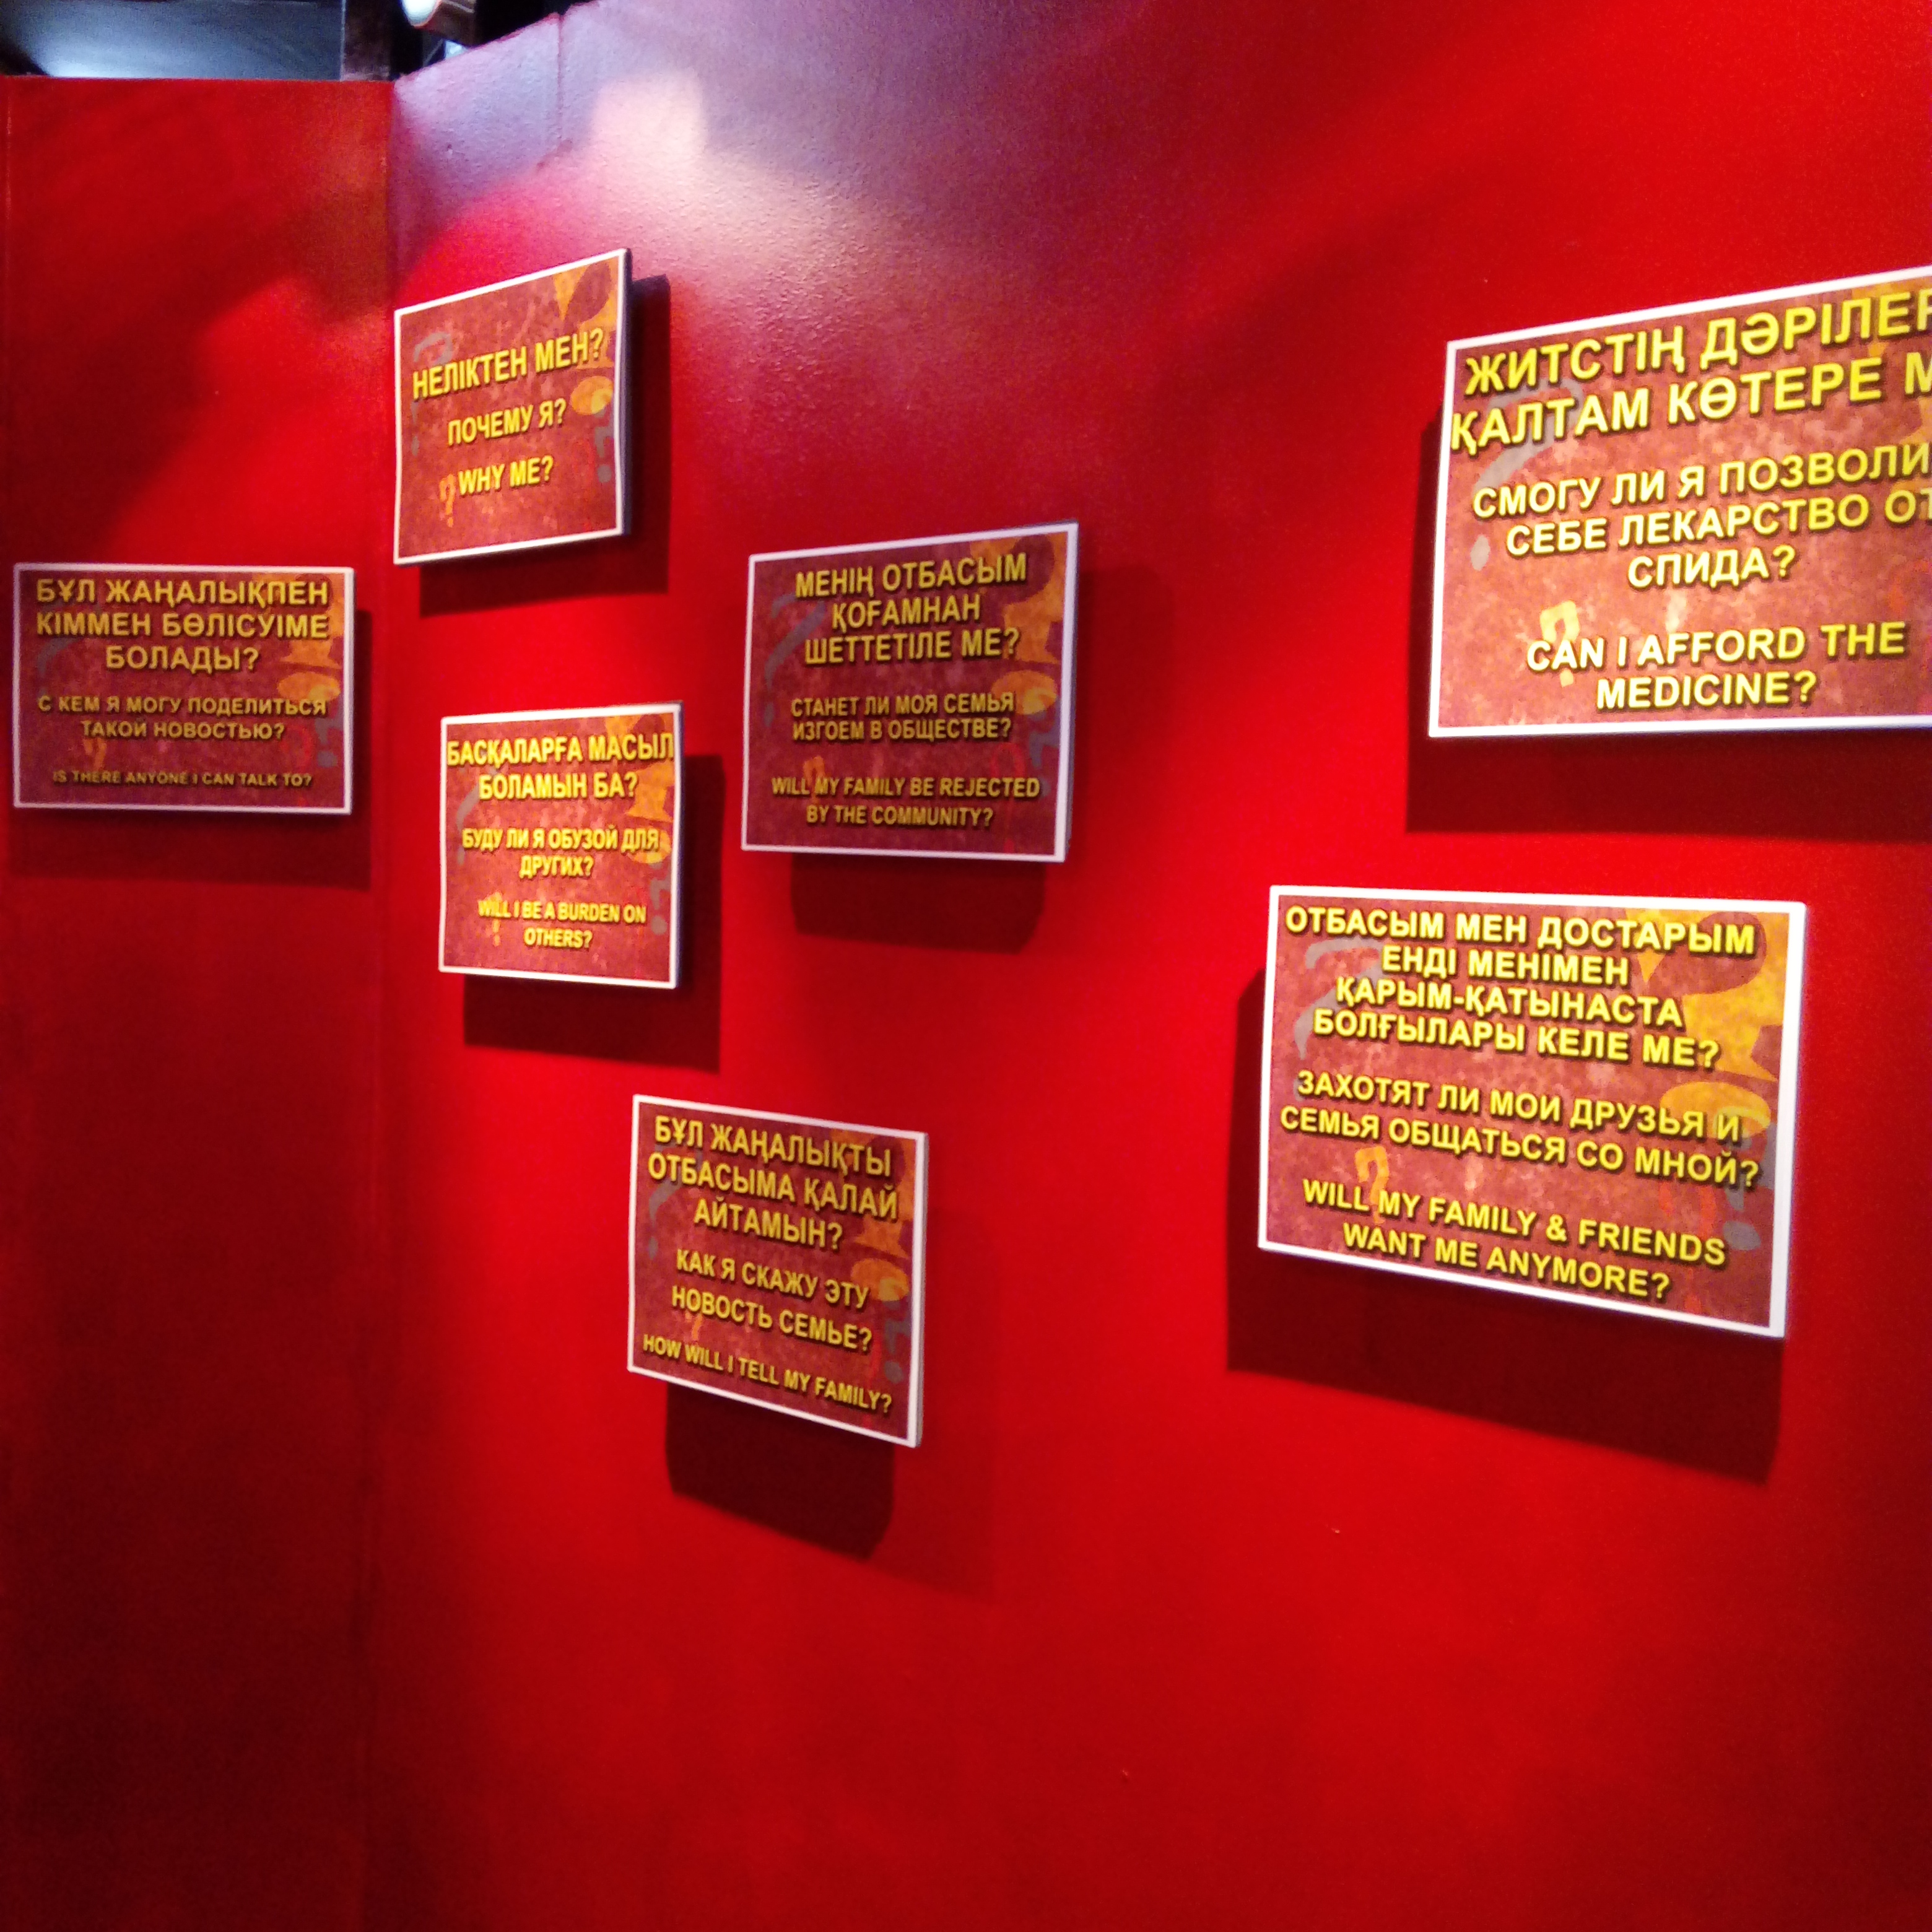 БҰЛ ЖАҢАЛЫҚПЕН
КІММЕН БӨЛІСУІМЕ
БОЛАДЫ?
С КЕМ Я МОГУ ПОДЕЛИТЬСЯ
ТАКОЙ НОВОСТЬЮ?
IS THERE ANYONE I CAN TALK TO?
НЕЛІКТЕН МЕН?
ПОЧЕМУ Я?
WHY ME?
БАСҚАЛАРҒА МАСЫЛ
БОЛАМЫН БА?
БУДУ ЛИ Я ОБУЗОЙ ДЛЯ
ДРУГИХ?
WILL I BE A BURDEN ON
OTHERS?
МЕНІҢ ОТБАСЫМ
ҚОҒАМНАН
ШЕТТЕТІЛЕ МЕ?
СТАНЕТ ЛИ МОЯ СЕМЬЯ
ИЗГОЕМ В ОБЩЕСТВЕ?
WILL MY FAMILY BE REJECTED
BY THE COMMUNITY?
БҰЛ ЖАҢАЛЫҚТЫ
ОТБАСЫМА ҚАЛАЙ
АЙТАМЫН?
КАК Я СКАЖУ ЭТУ
НОВОСТЬ СЕМЬЕ?
HOW WILL I TELL MY FAMILY?
ЖИТСТІҢ
ҚАЛТАМ КӨТЕРЕ
СМОГУ ЛИ Я
СЕБЕ ЛЕКАРСТВО ОТ
СПИДА?
CAN I AFFORD THE
MEDICINE?
ОТБАСЫМ МЕН ДОСТАРЫМ
ЕНДІ МЕНІМЕН
ҚАРЫМ-ҚАТЫНАСТА
БОЛҒЫЛАРЫ КЕЛЕ МЕ?
ЗАХОТЯТ ЛИ МОИ ДРУЗЬЯ И
СЕМЬЯ ОБЩАТЬСЯ СО МНОЙ?
WILL MY FAMILY & FRIENDS
WANT ME ANYMORE?